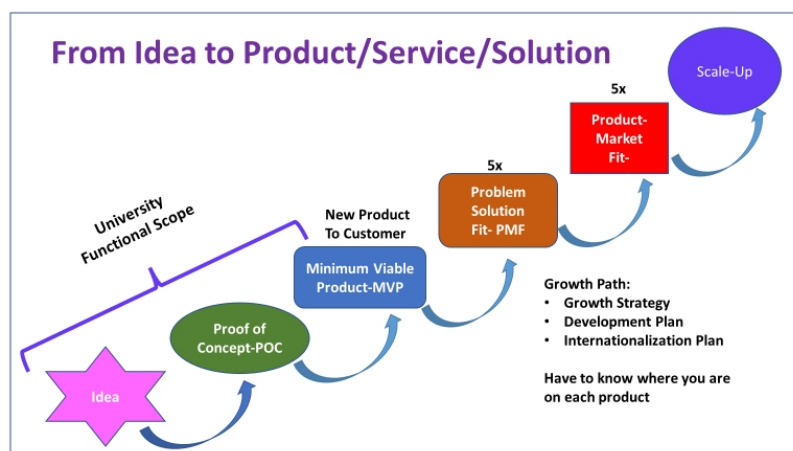 From Idea to Product/Service/Solution
Scale-Up
5x
Product-
Market
Fit-
5x
Problem
Solution
Fit- PMF
University
Functional Scope
New Product
To Customer
Minimum Viable
Product-MVP
Proof of
Concept-POC
Idea
Growth Path:
• Growth Strategy
• Development Plan
• Internationalization Plan
Have to know where you are
on each product